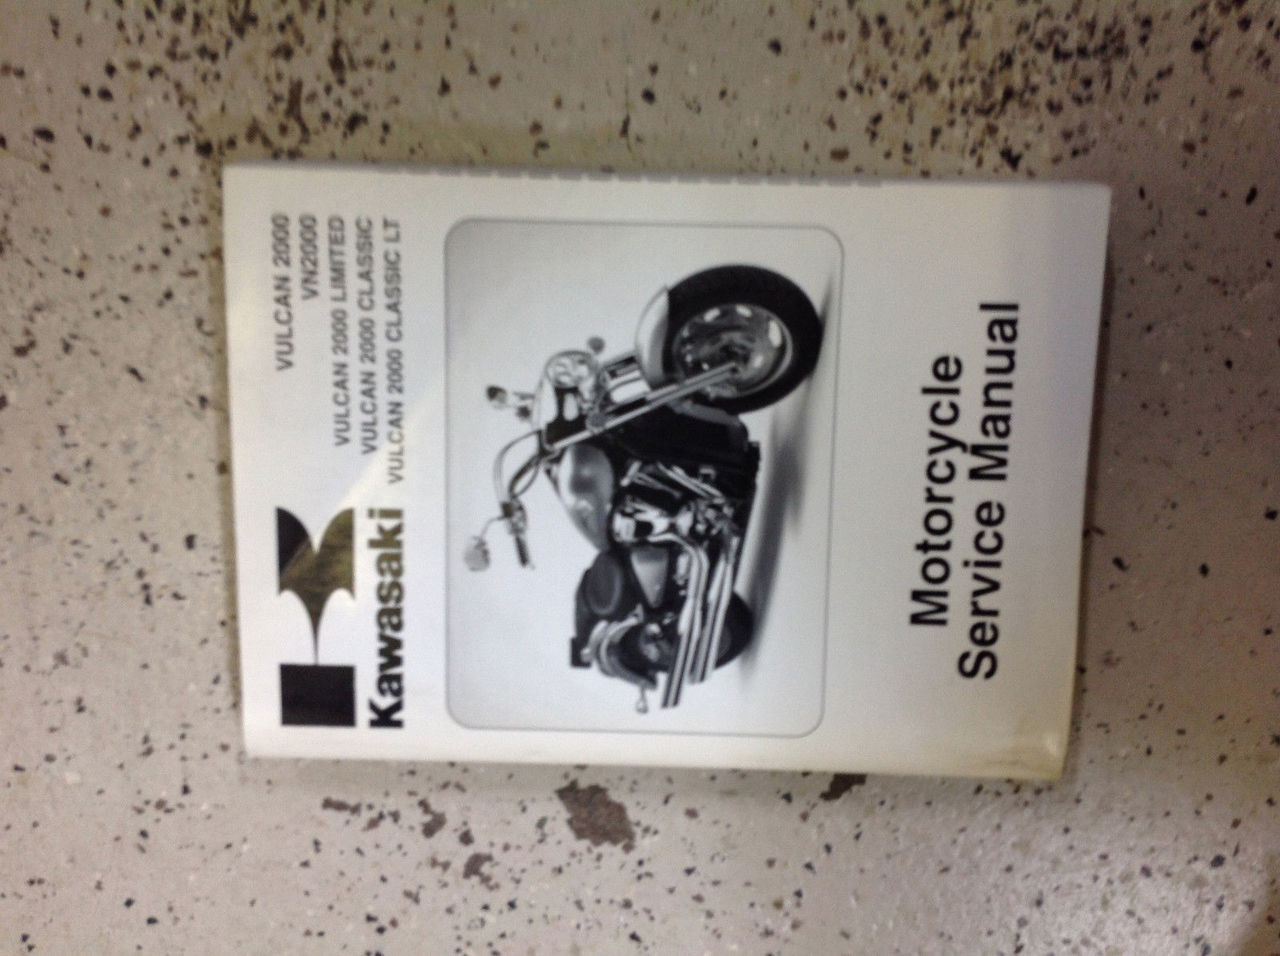 VULCAN 2000
VN2000
VULCAN 2000 LIMITED
VULCAN 2000 CLASSIC
VULCAN 2000 CLASSIC LT
Kawasaki
Motorcycle
Service Manual